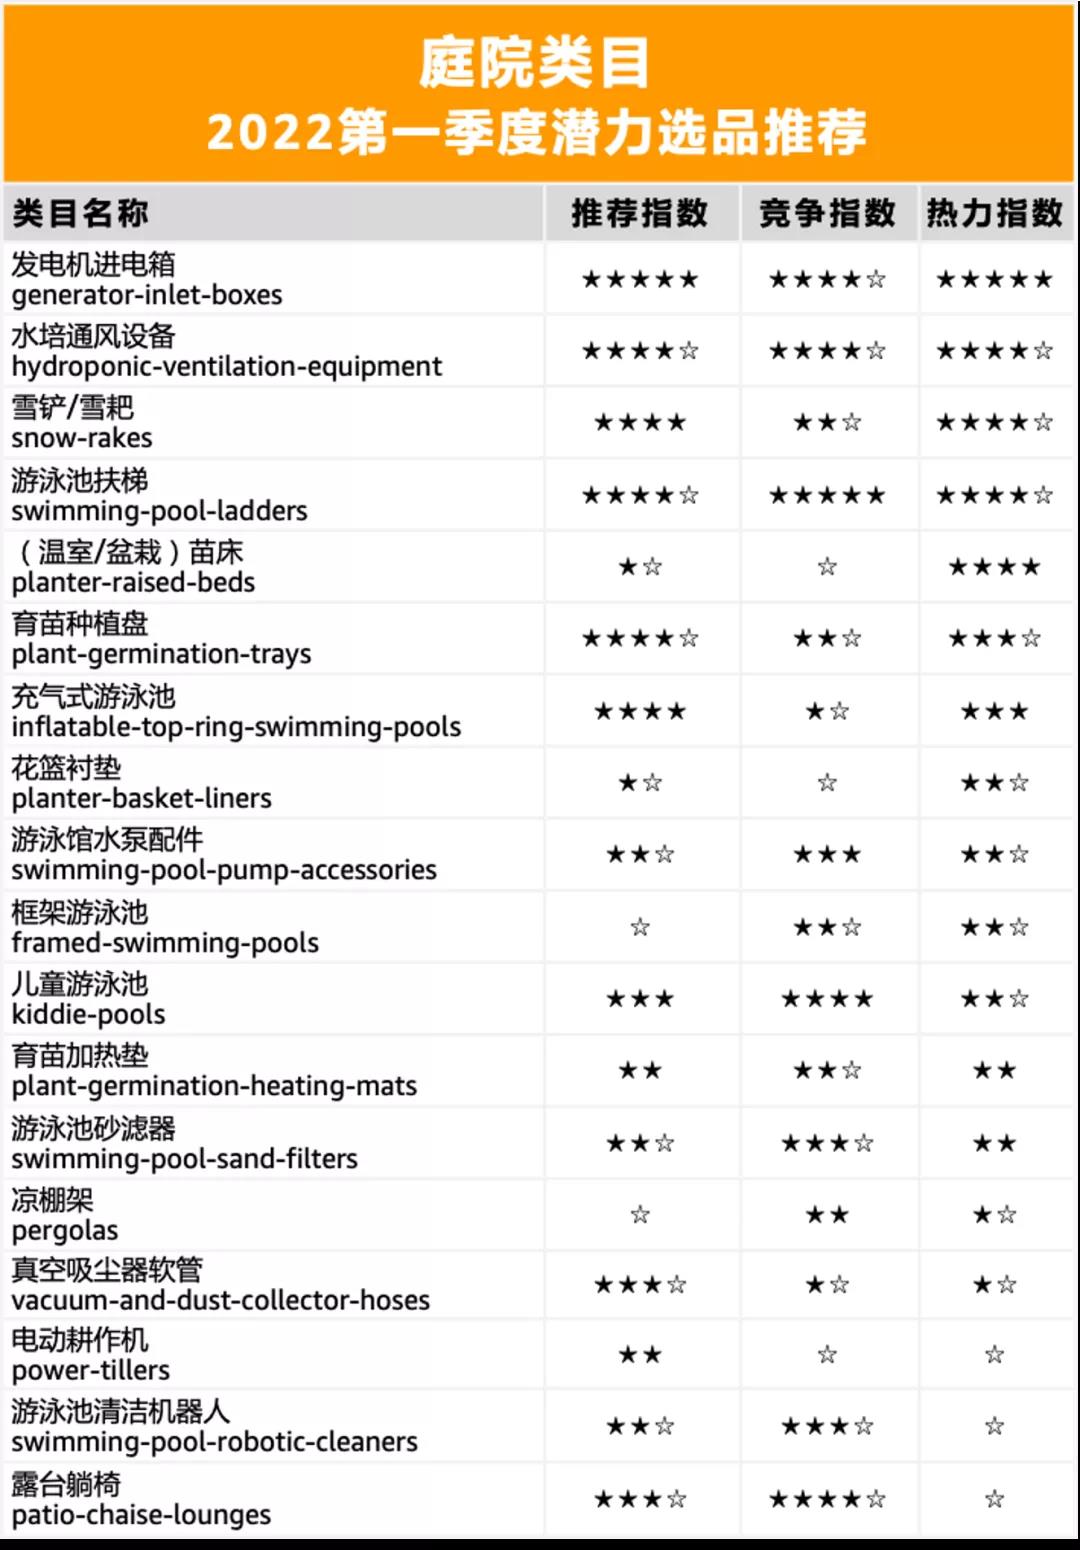 庭院类目
2022第一季度潜力选品推荐
类目名称 推荐指数 竞争指数 热力指数
发电机进电箱
generator-inlet-boxes ★★★★★ ★★★★☆ ★★★★★
水培通风设备
hydroponic-ventilation-equipment ★★★★☆ ★★★★☆ ★★★★☆
雪铲/雪耙
snow-rakes ★★★★ ★★☆ ★★★★☆
游泳池扶梯
swimming-pool-ladders ★★★★☆ ★★★★★ ★★★★☆
（温室/盆栽）苗床
planter-raised-beds ★☆ ☆ ★★★★
育苗种植盘
plant-germination-trays ★★★★☆ ★★☆ ★★★☆
充气式游泳池
inflatable-top-ring-swimming-pools ★★★★ ★☆ ★★★
花篮衬垫
planter-basket-liners ★☆ ☆ ★★☆
游泳馆水泵配件
swimming-pool-pump-accessories ★★☆ ★★★ ★★☆
框架游泳池
framed-swimming-pools ☆ ★★☆ ★★☆
儿童游泳池
kiddie-pools ★★★ ★★★★ ★★☆
育苗加热垫
plant-germination-heating-mats ★★ ★★☆ ★★
游泳池砂滤器
swimming-pool-sand-filters ★★☆ ★★★☆ ★★
凉棚架
pergolas ☆ ★★ ★☆
真空吸尘器软管
vacuum-and-dust-collector-hoses ★★★☆ ★☆ ★☆
电动耕作机
power-tillers ★★ ☆ ☆
游泳池清洁机器人
swimming-pool-robotic-cleaners ★★☆ ★★★☆ ☆
露台躺椅
patio-chaise-lounges ★★★☆ ★★★★☆ ☆